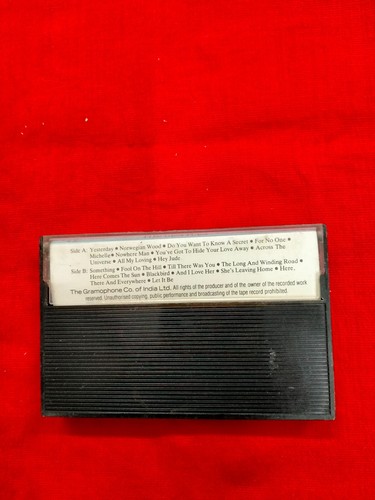 Side A: Yesterday • Norwegian Wood • Do You Want To Know A Secret • For No One •
Michelle • Nowhere Man • You've Got To Hide Your Love Away • Across The
Universe • All My Loving • Hey Jude
Side B: Something • Fool On The Hill • Till There Was You • The Long And Winding Road •
Here Comes The Sun • Blackbird • And I Love Her • She's Leaving Home • Here,
There And Everywhere • Let It Be
The Gramophone Co. of India Ltd. All rights of the producer and of the owner of the recorded work
reserved. Unauthorised copying, public performance and broadcasting of the tape record prohibited.